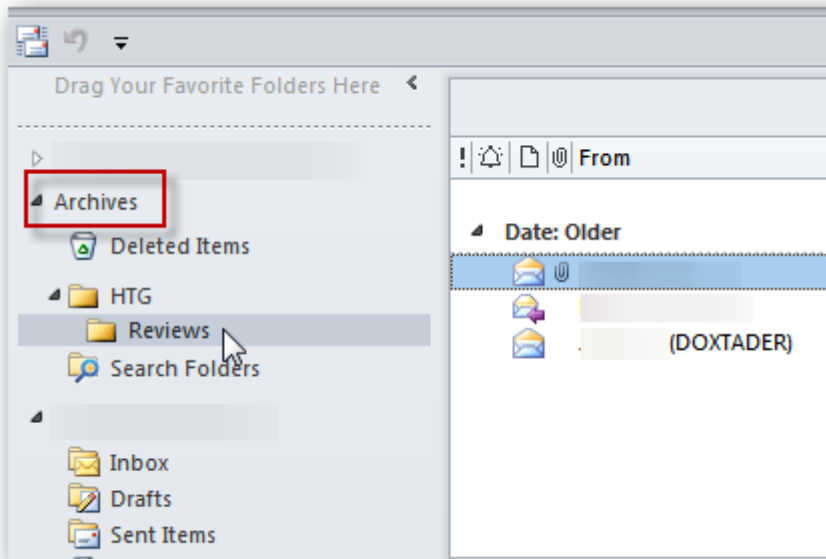 Drag Your Favorite Folders Here
Archives
Deleted Items
HTG
Reviews
Search Folders
Inbox
Drafts
Sent Items
! From
Date: Older
(DOXTADER)